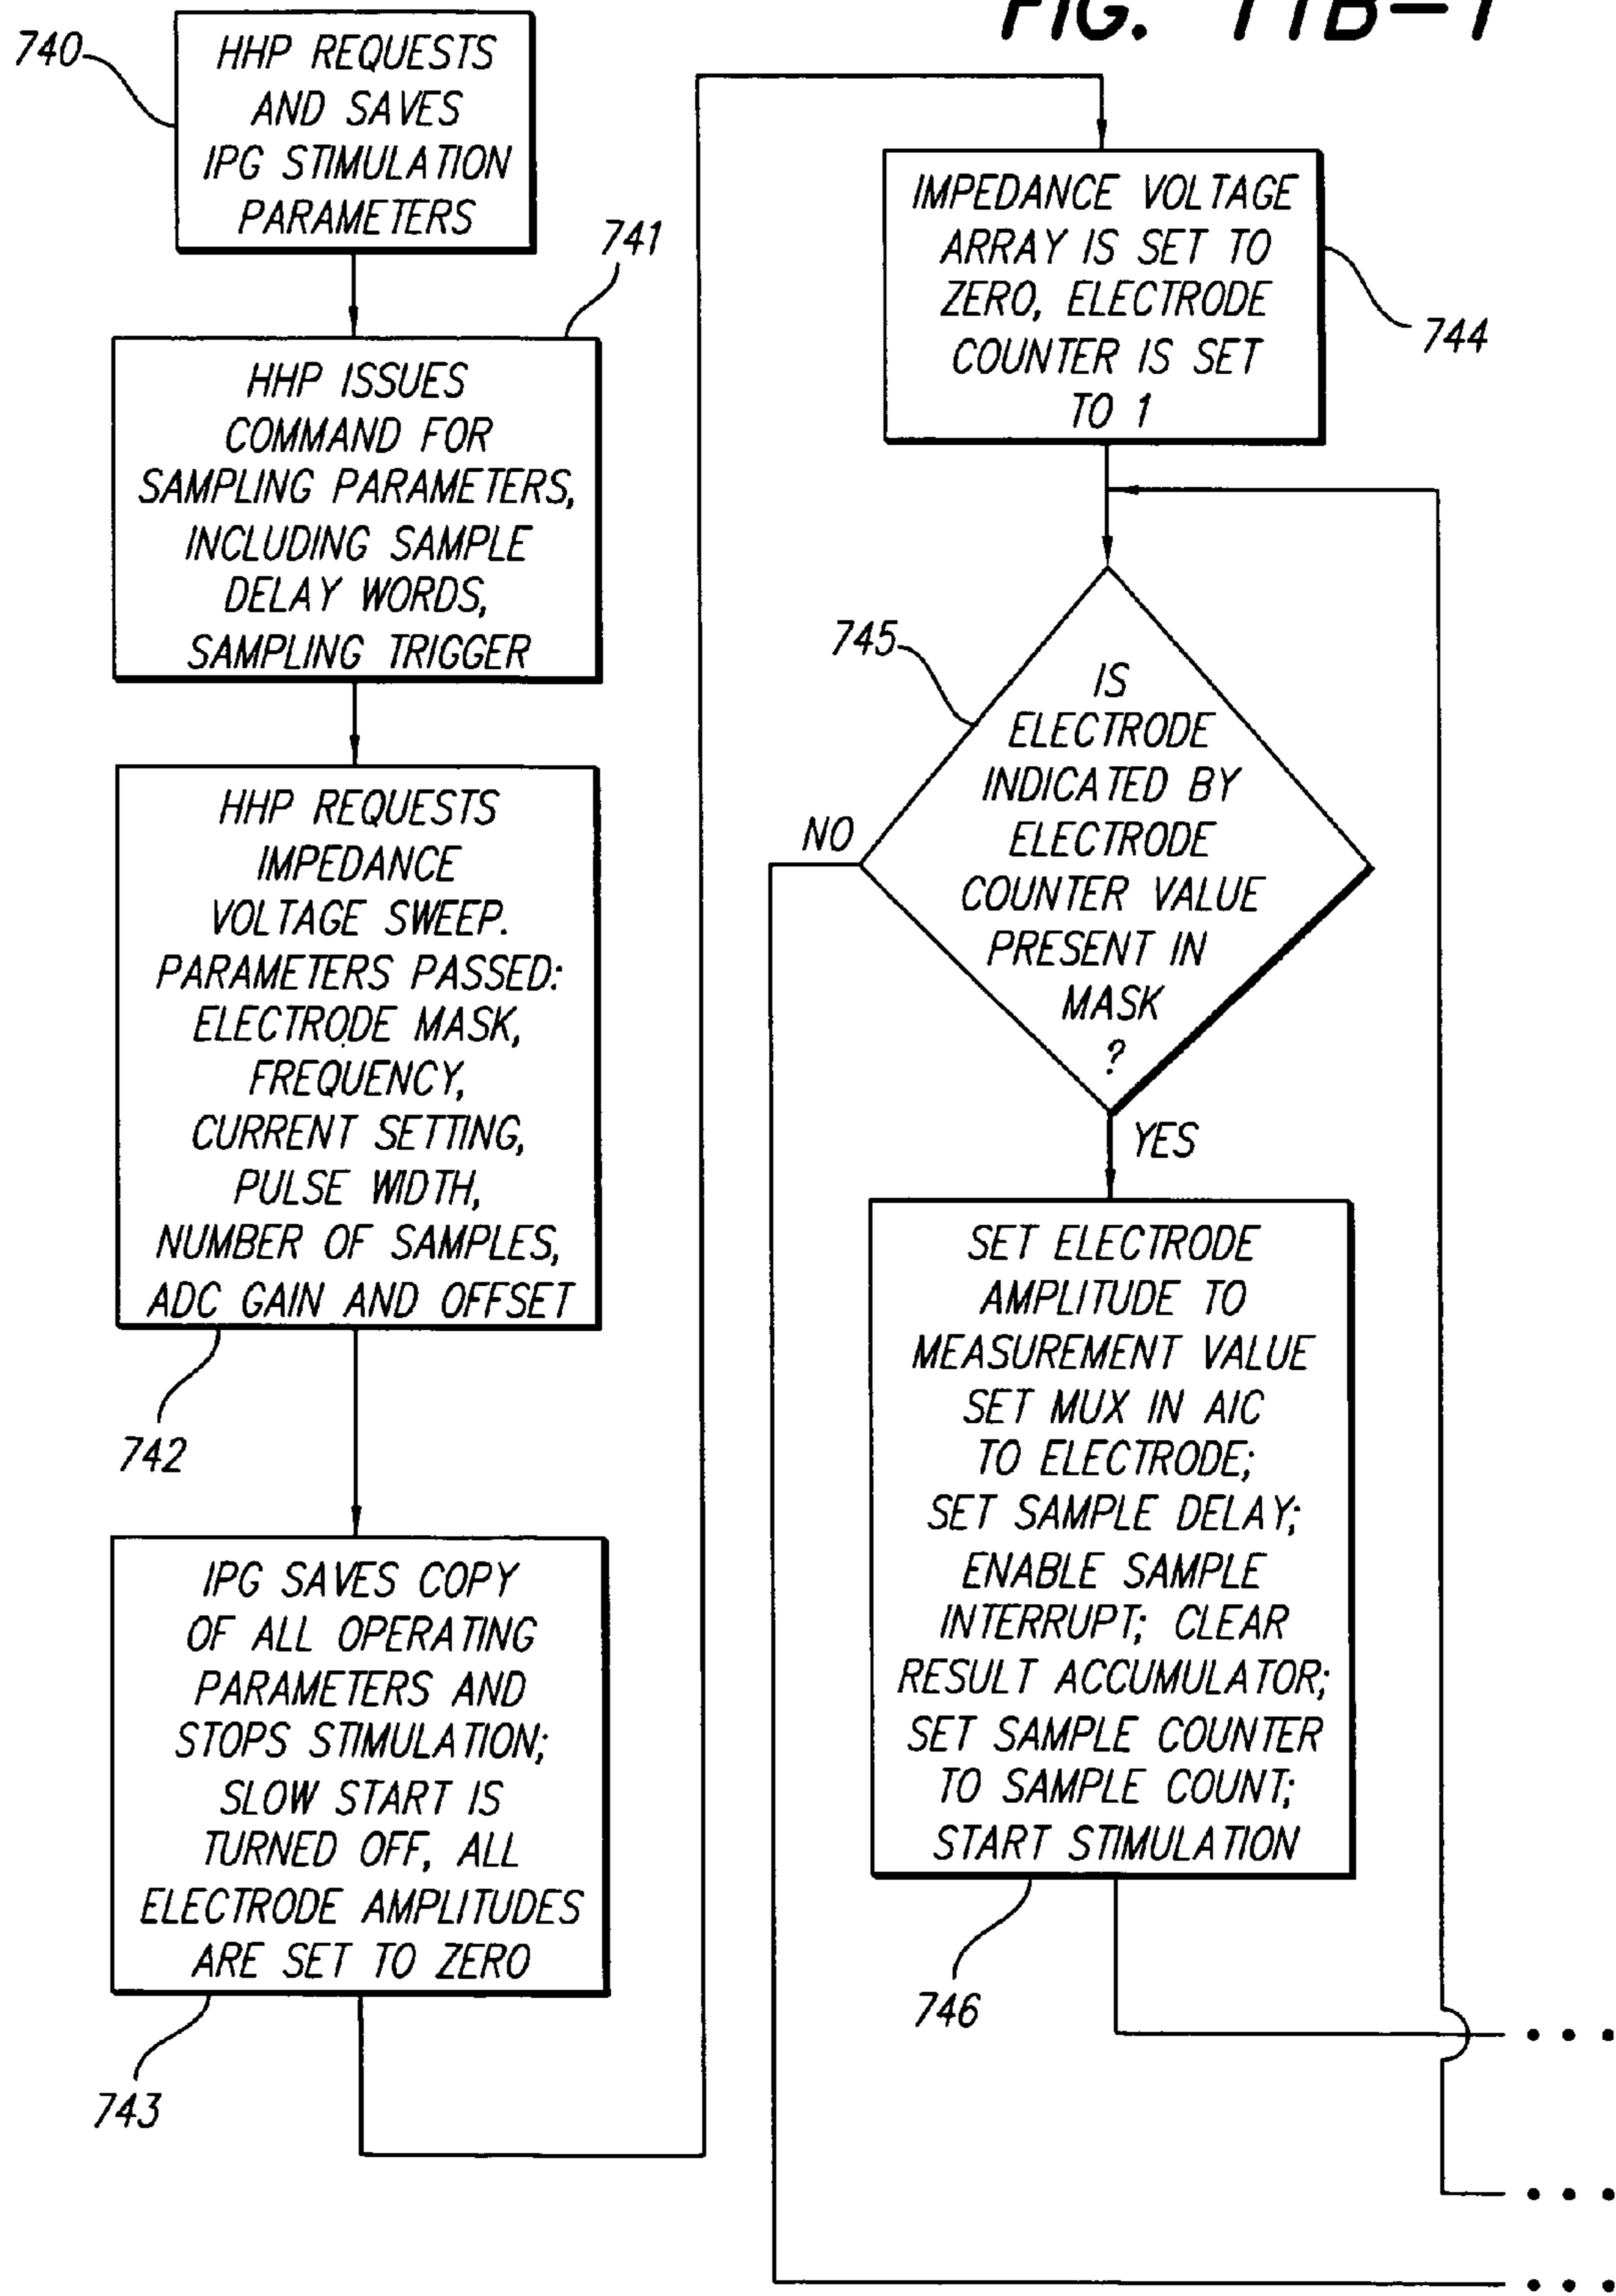 FIG. 11B-1
740
HHP REQUESTS
AND SAVES
IPG STIMULATION
PARAMETERS
741
HHP ISSUES
COMMAND FOR
SAMPLING PARAMETERS,
INCLUDING SAMPLE
DELAY WORDS,
SAMPLING TRIGGER
HHP REQUESTS
IMPEDANCE
VOLTAGE SWEEP.
PARAMETERS PASSED:
ELECTRODE MASK,
FREQUENCY,
CURRENT SETTING,
PULSE WIDTH,
NUMBER OF SAMPLES,
ADC GAIN AND OFFSET
742
IPG SAVES COPY
OF ALL OPERATING
PARAMETERS AND
STOPS STIMULATION;
SLOW START IS
TURNED OFF, ALL
ELECTRODE AMPLITUDES
ARE SET TO ZERO
743
IMPEDANCE VOLTAGE
ARRAY IS SET TO
ZERO, ELECTRODE
COUNTER IS SET
TO 1
744
745
IS
ELECTRODE
INDICATED BY
ELECTRODE
COUNTER VALUE
PRESENT IN
MASK
?
NO
YES
SET ELECTRODE
AMPLITUDE TO
MEASUREMENT VALUE
SET MUX IN AIC
TO ELECTRODE;
SET SAMPLE DELAY;
ENABLE SAMPLE
INTERRUPT; CLEAR
RESULT ACCUMULATOR;
SET SAMPLE COUNTER
TO SAMPLE COUNT;
START STIMULATION
746